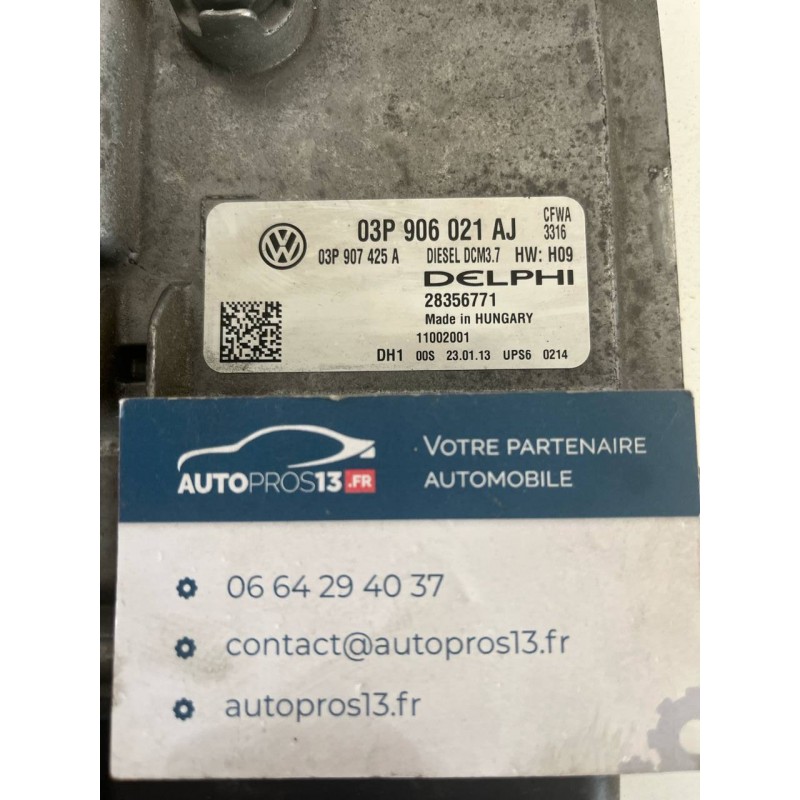 03P 906 021 AJ
CFWA
3316
03P 907 425 A DIESEL DCM3.7 HW: H09
DELPHI
28356771
Made in HUNGARY
11002001
DH1 00S 23.01.13 UPS6 0214
AUTOPROS13.FR
VOTRE PARTENAIRE
AUTOMOBILE
06 64 29 40 37
contact@autopros13.fr
autopros13.fr